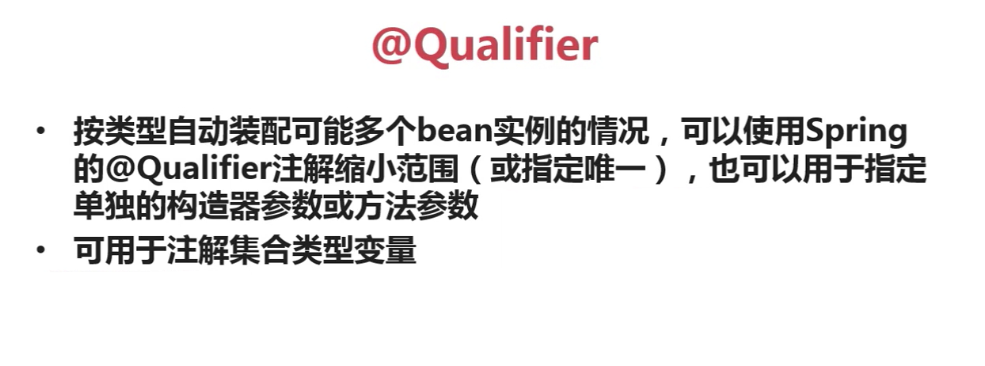 @Qualifier
• 按类型自动装配可能多个bean实例的情况，可以使用Spring
的@Qualifier注解缩小范围（或指定唯一），也可以用于指定
单独的构造器参数或方法参数
• 可用于注解集合类型变量